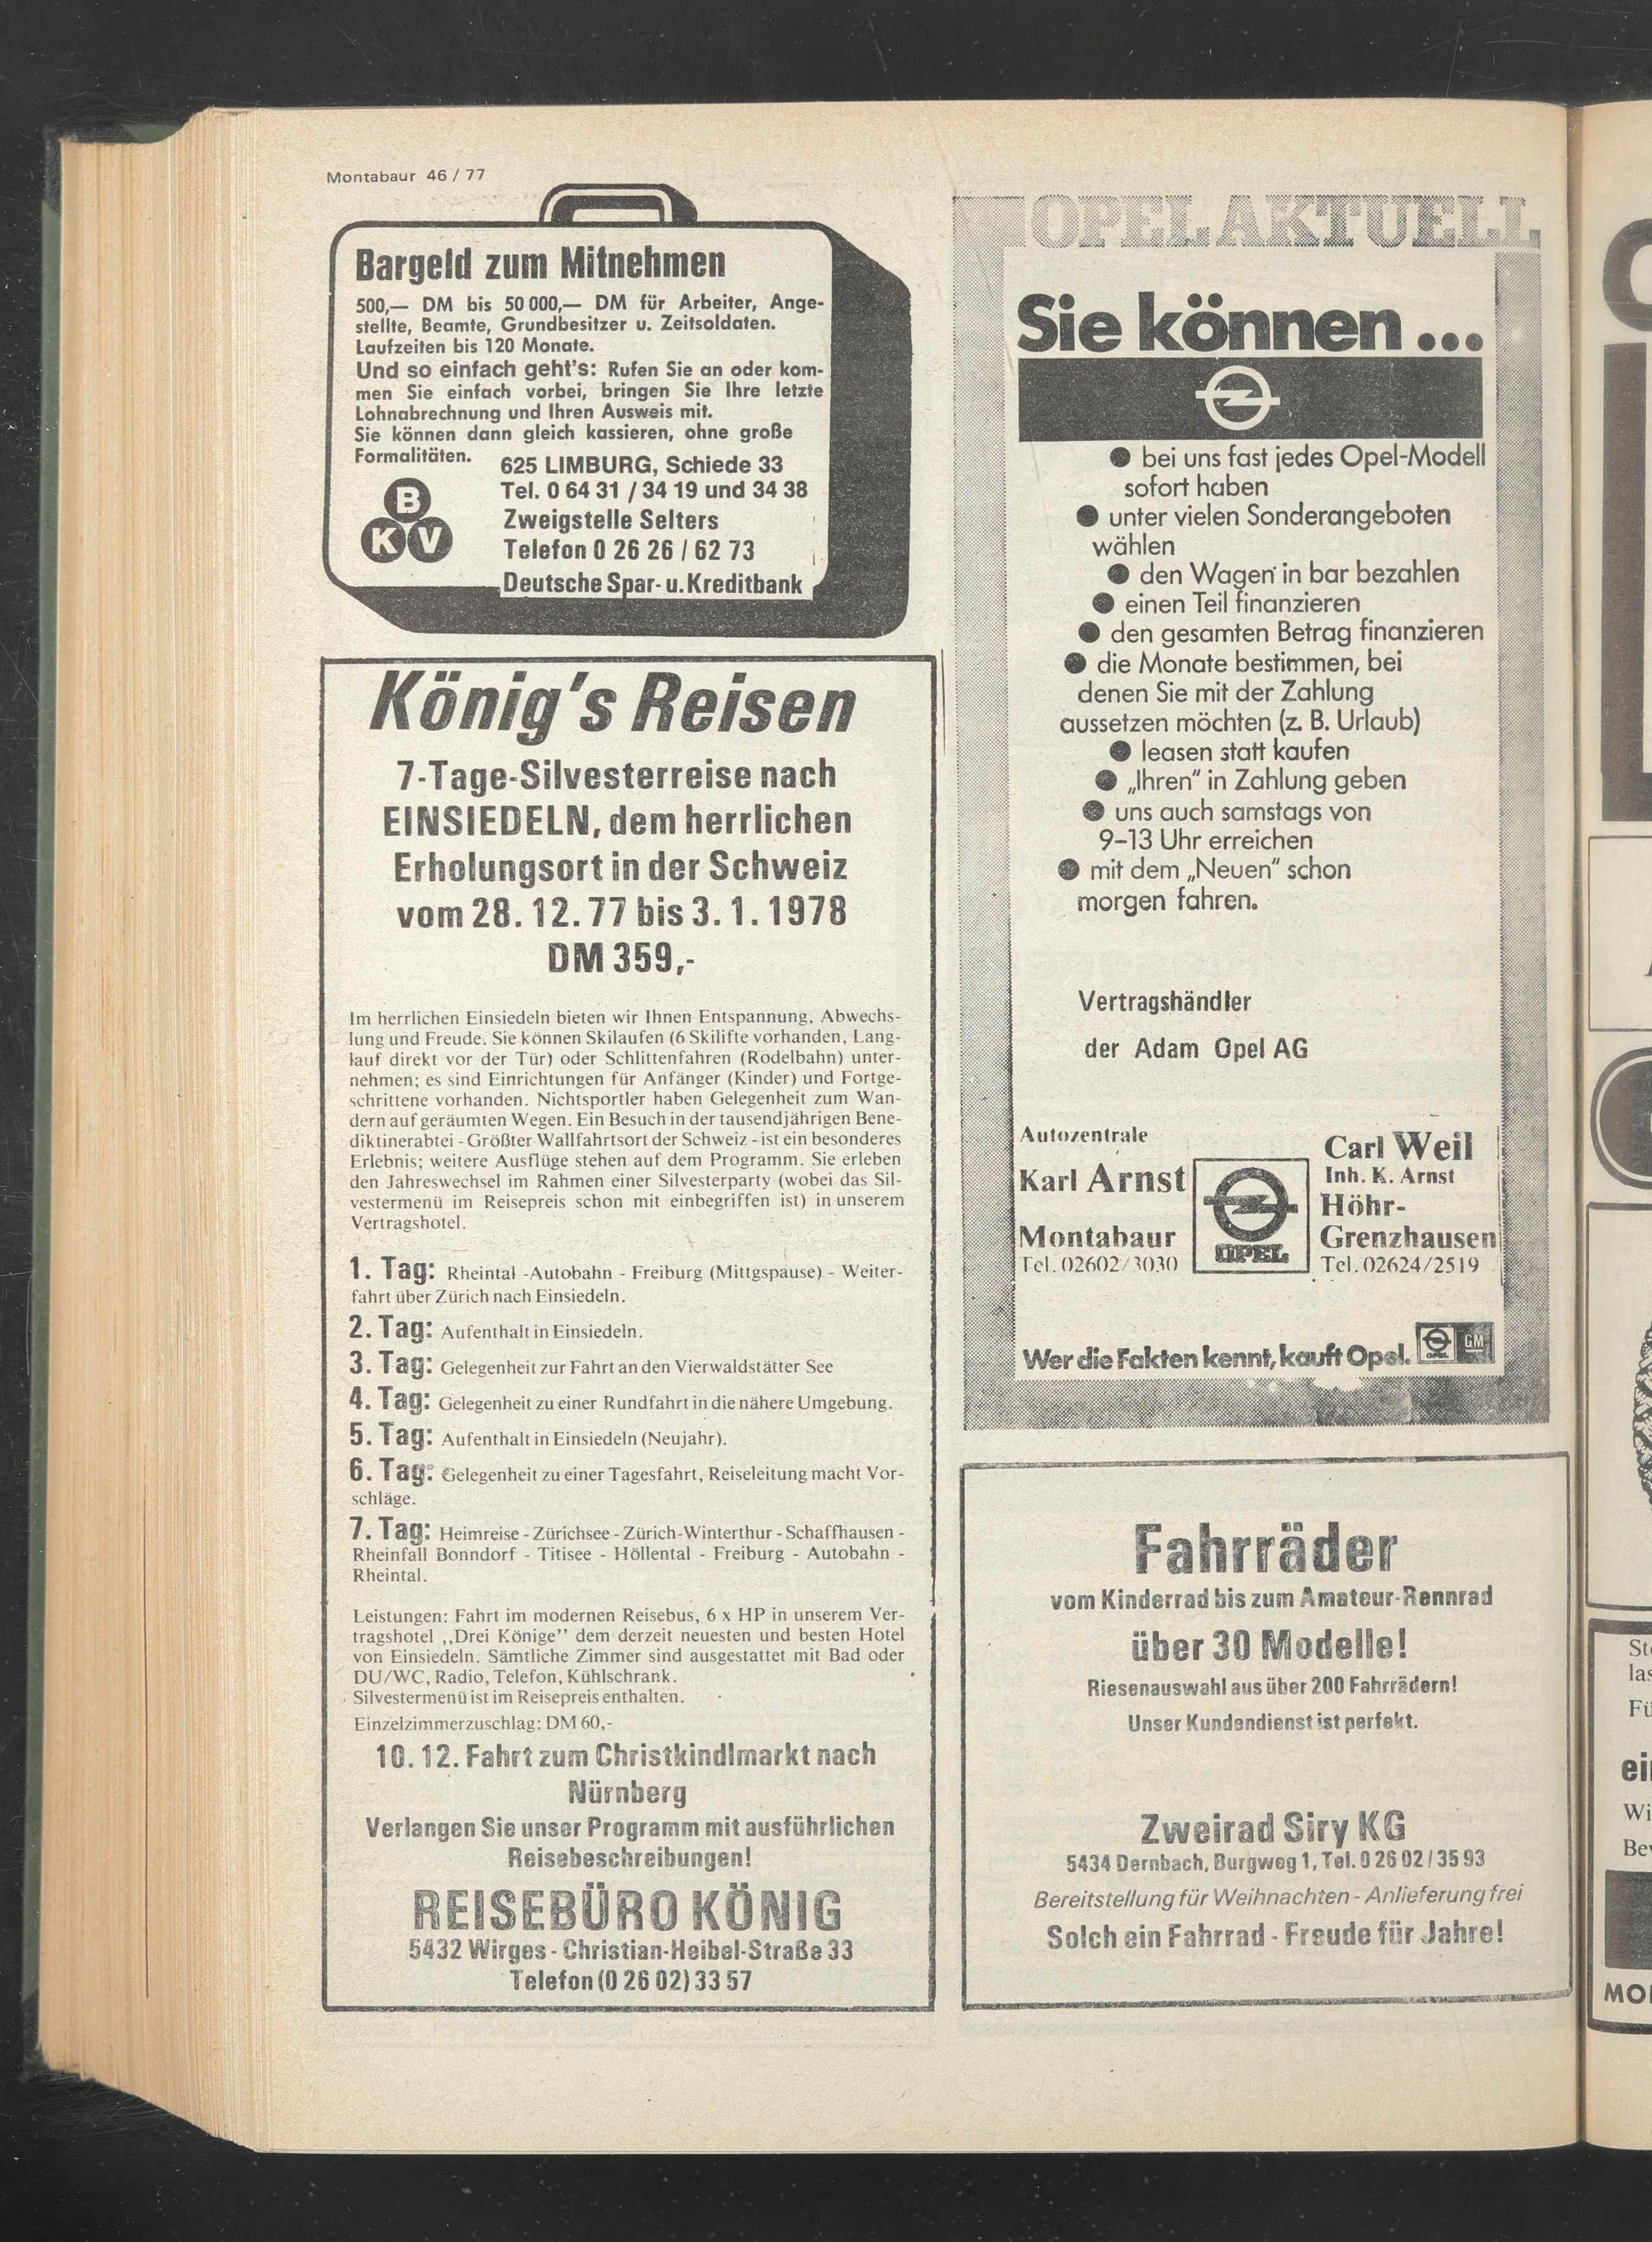 Montabaur 46 / 77
Bargeld zum Mitnehmen
500,— DM bis 50 000,— DM für Arbeiter, Ange-
stellte, Beamte, Grundbesitzer u. Zeitsoldaten.
Laufzeiten bis 120 Monate.
Und so einfach geht's: Rufen Sie an oder kom-
men Sie einfach vorbei, bringen Sie Ihre letzte
Lohnabrechnung und Ihren Ausweis mit.
Sie können dann gleich kassieren, ohne große
Formalitäten.
625 LIMBURG, Schiede 33
Tel. 0 64 31 / 34 19 und 34 38
Zweigstelle Selters
Telefon 0 26 26 / 62 73
Deutsche Spar- u. Kreditbank
B
K V
König's Reisen
7-Tage-Silvesterreise nach
EINSIEDELN, dem herrlichen
Erholungsort in der Schweiz
vom 28. 12. 77 bis 3. 1. 1978
DM 359,-
Im herrlichen Einsiedeln bieten wir Ihnen Entspannung, Abwechs-
lung und Freude. Sie können Skilaufen (6 Skilifte vorhanden, Lang-
lauf direkt vor der Tür) oder Schlittenfahren (Rodelbahn) unter-
nehmen; es sind Einrichtungen für Anfänger (Kinder) und Fortge-
schrittene vorhanden. Nichtsportler haben Gelegenheit zum Wan-
dern auf geräumten Wegen. Ein Besuch in der tausendjährigen Bene-
diktinerabtei - Größter Wallfahrtsort der Schweiz - ist ein besonderes
Erlebnis; weitere Ausflüge stehen auf dem Programm. Sie erleben
den Jahreswechsel im Rahmen einer Silvesterparty (wobei das Sil-
vestermenü im Reisepreis schon mit einbegriffen ist) in unserem
Vertragshotel.
1. Tag: Rheintal -Autobahn - Freiburg (Mittgspause) - Weiter-
fahrt über Zürich nach Einsiedeln.
2. Tag: Aufenthalt in Einsiedeln.
3. Tag: Gelegenheit zur Fahrt an den Vierwaldstätter See
4. Tag: Gelegenheit zu einer Rundfahrt in die nähere Umgebung.
5. Tag: Aufenthalt in Einsiedeln (Neujahr).
6. Tag: Gelegenheit zu einer Tagesfahrt, Reiseleitung macht Vor-
schläge.
7. Tag: Heimreise - Zürichsee - Zürich-Winterthur - Schaffhausen -
Rheinfall Bonndorf - Titisee - Höllental - Freiburg - Autobahn -
Rheintal.
Leistungen: Fahrt im modernen Reisebus, 6 x HP in unserem Ver-
tragshotel ,,Drei Könige'' dem derzeit neuesten und besten Hotel
von Einsiedeln. Sämtliche Zimmer sind ausgestattet mit Bad oder
DU/WC, Radio, Telefon, Kühlschrank.
Silvestermenü ist im Reisepreis enthalten.
Einzelzimmerzuschlag: DM 60,-
10. 12. Fahrt zum Christkindlmarkt nach
Nürnberg
Verlangen Sie unser Programm mit ausführlichen
Reisebeschreibungen!
REISEBÜRO KÖNIG
5432 Wirges - Christian-Heibel-Straße 33
Telefon (0 26 02) 33 57
OPEL AKTUELL
Sie können ...
● bei uns fast jedes Opel-Modell
sofort haben
● unter vielen Sonderangeboten
wählen
● den Wagen in bar bezahlen
● einen Teil finanzieren
● den gesamten Betrag finanzieren
● die Monate bestimmen, bei
denen Sie mit der Zahlung
aussetzen möchten (z. B. Urlaub)
● leasen statt kaufen
● „Ihren“ in Zahlung geben
● uns auch samstags von
9–13 Uhr erreichen
● mit dem „Neuen“ schon
morgen fahren.
Vertragshändler
der Adam Opel AG
Autozentrale
Karl Arnst
Montabaur
Tel. 02602/3030
OPEL
Carl Weil
Inh. K. Arnst
Höhr-
Grenzhausen
Tel. 02624/2519
Wer die Fakten kennt, kauft Opel.
OPEL GM
Fahrräder
vom Kinderrad bis zum Amateur-Rennrad
über 30 Modelle!
Riesenauswahl aus über 200 Fahrrädern!
Unser Kundendienst ist perfekt.
Zweirad Siry KG
5434 Dernbach, Burgweg 1, Tel. 0 26 02 / 35 93
Bereitstellung für Weihnachten - Anlieferung frei
Solch ein Fahrrad - Freude für Jahre!
las
Fü
ei
Wi
Be
MO